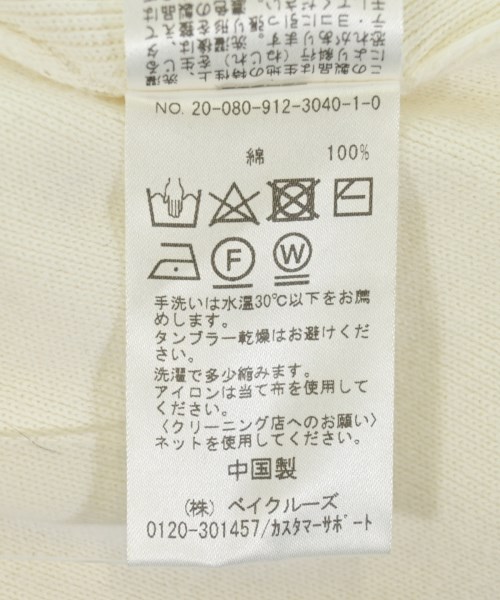 NO. 20-080-912-3040-1-0
綿 100%
F
W
手洗いは水温30℃以下をお薦
めします。
タンブラー乾燥はお避けくだ
さい。
洗濯で多少縮みます。
アイロンは当て布を使用して
ください。
〈クリーニング店へのお願い〉
ネットを使用してください。
中国製
(株) ベイクルーズ
0120-301457/カスタマーサポート